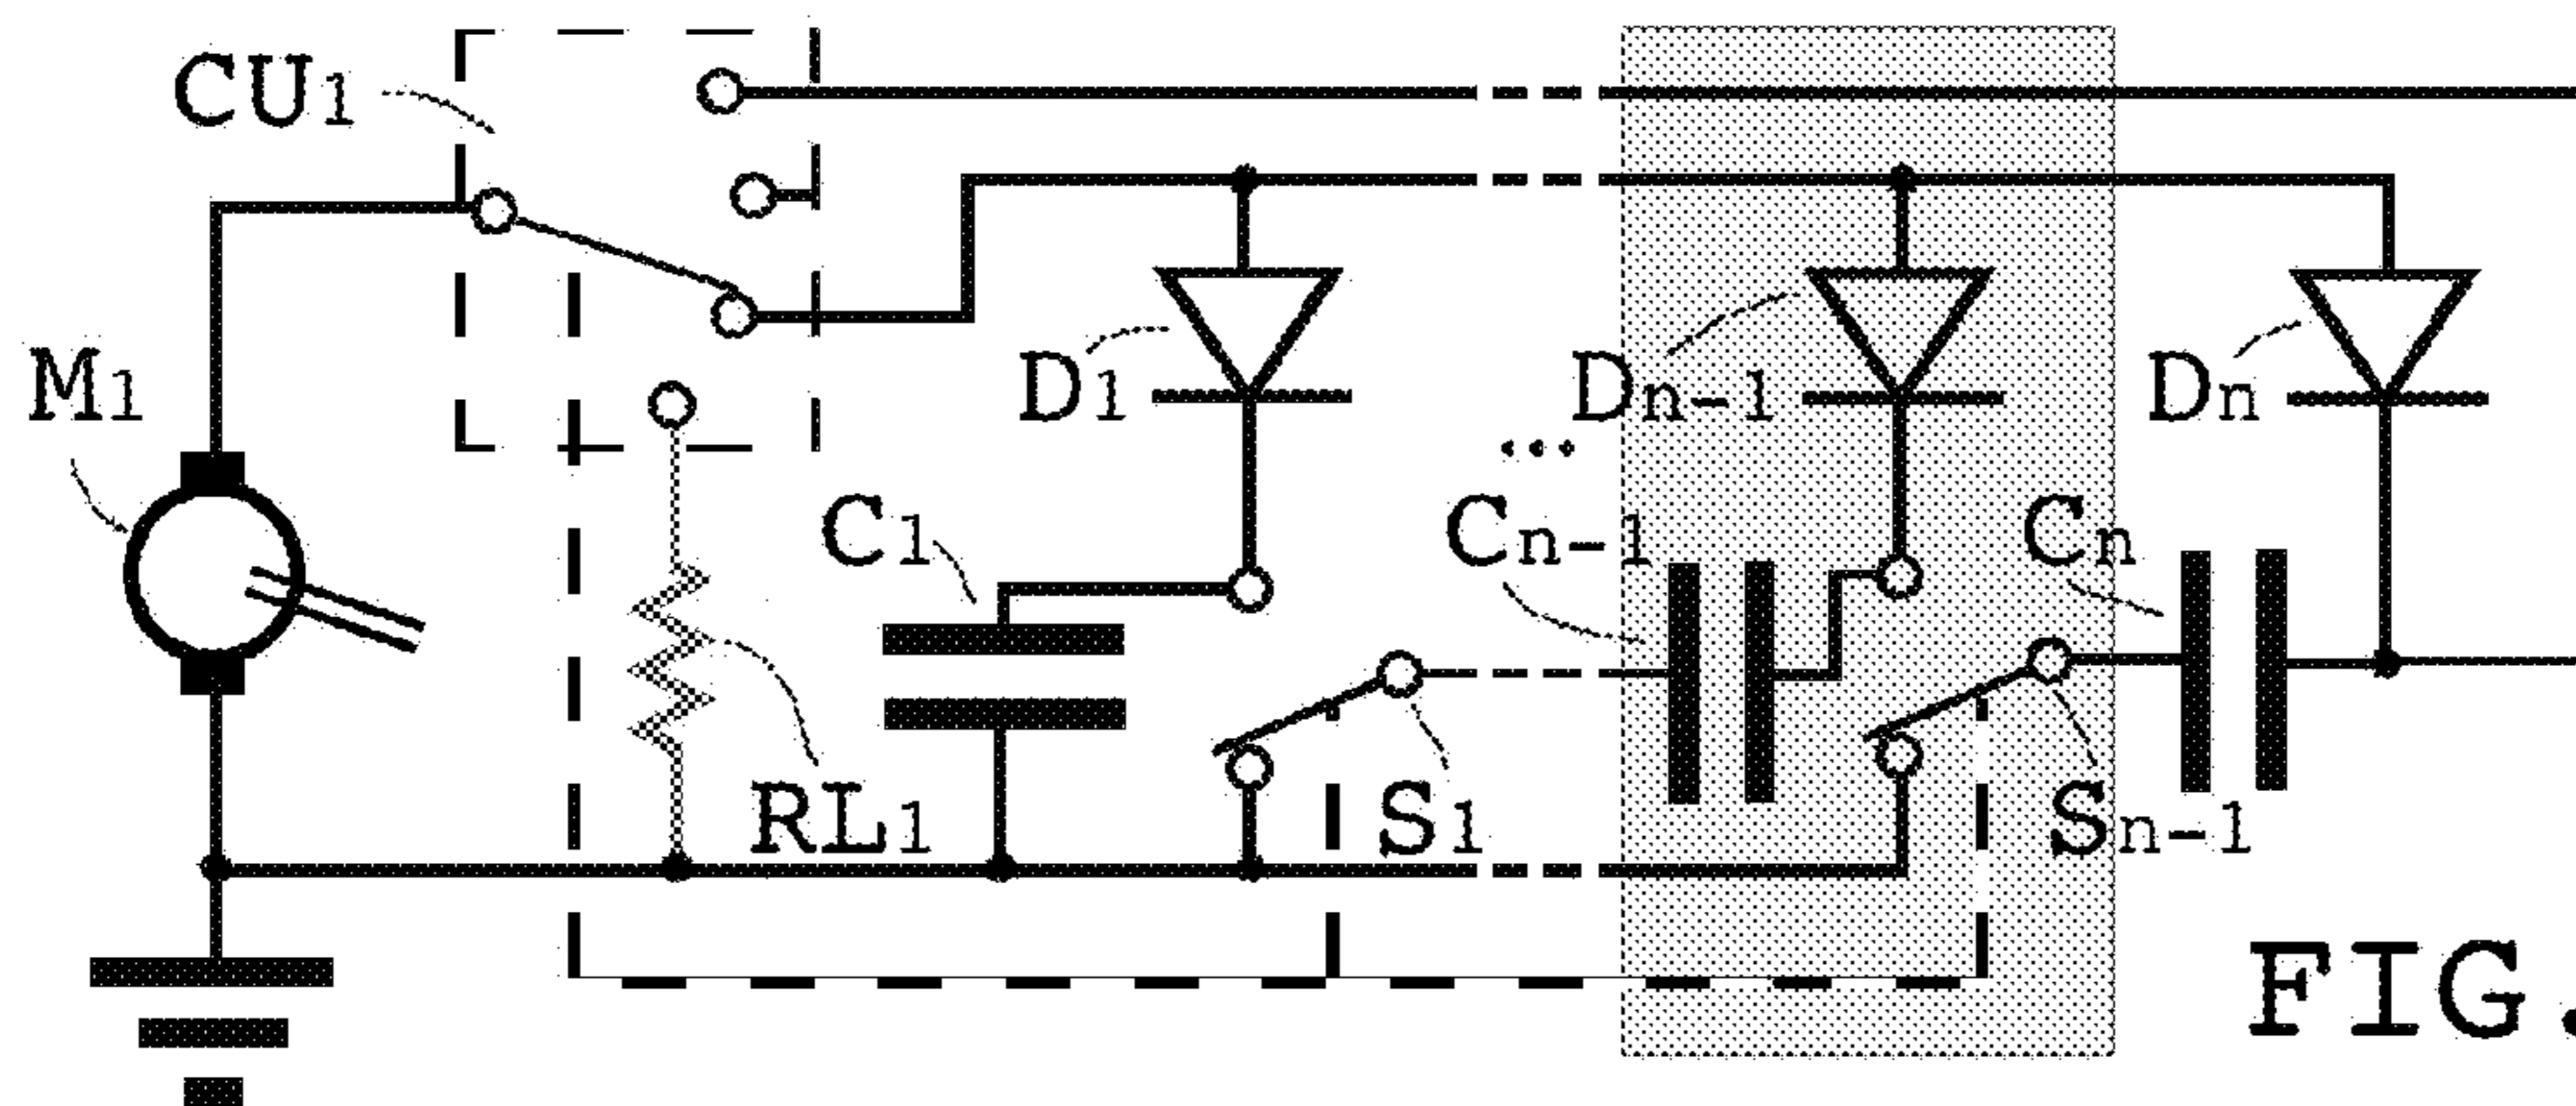 CU1
M1
D1
Dn-1
Dn
...
C1
Cn-1
Cn
RL1
S1
Sn-1
FIG.